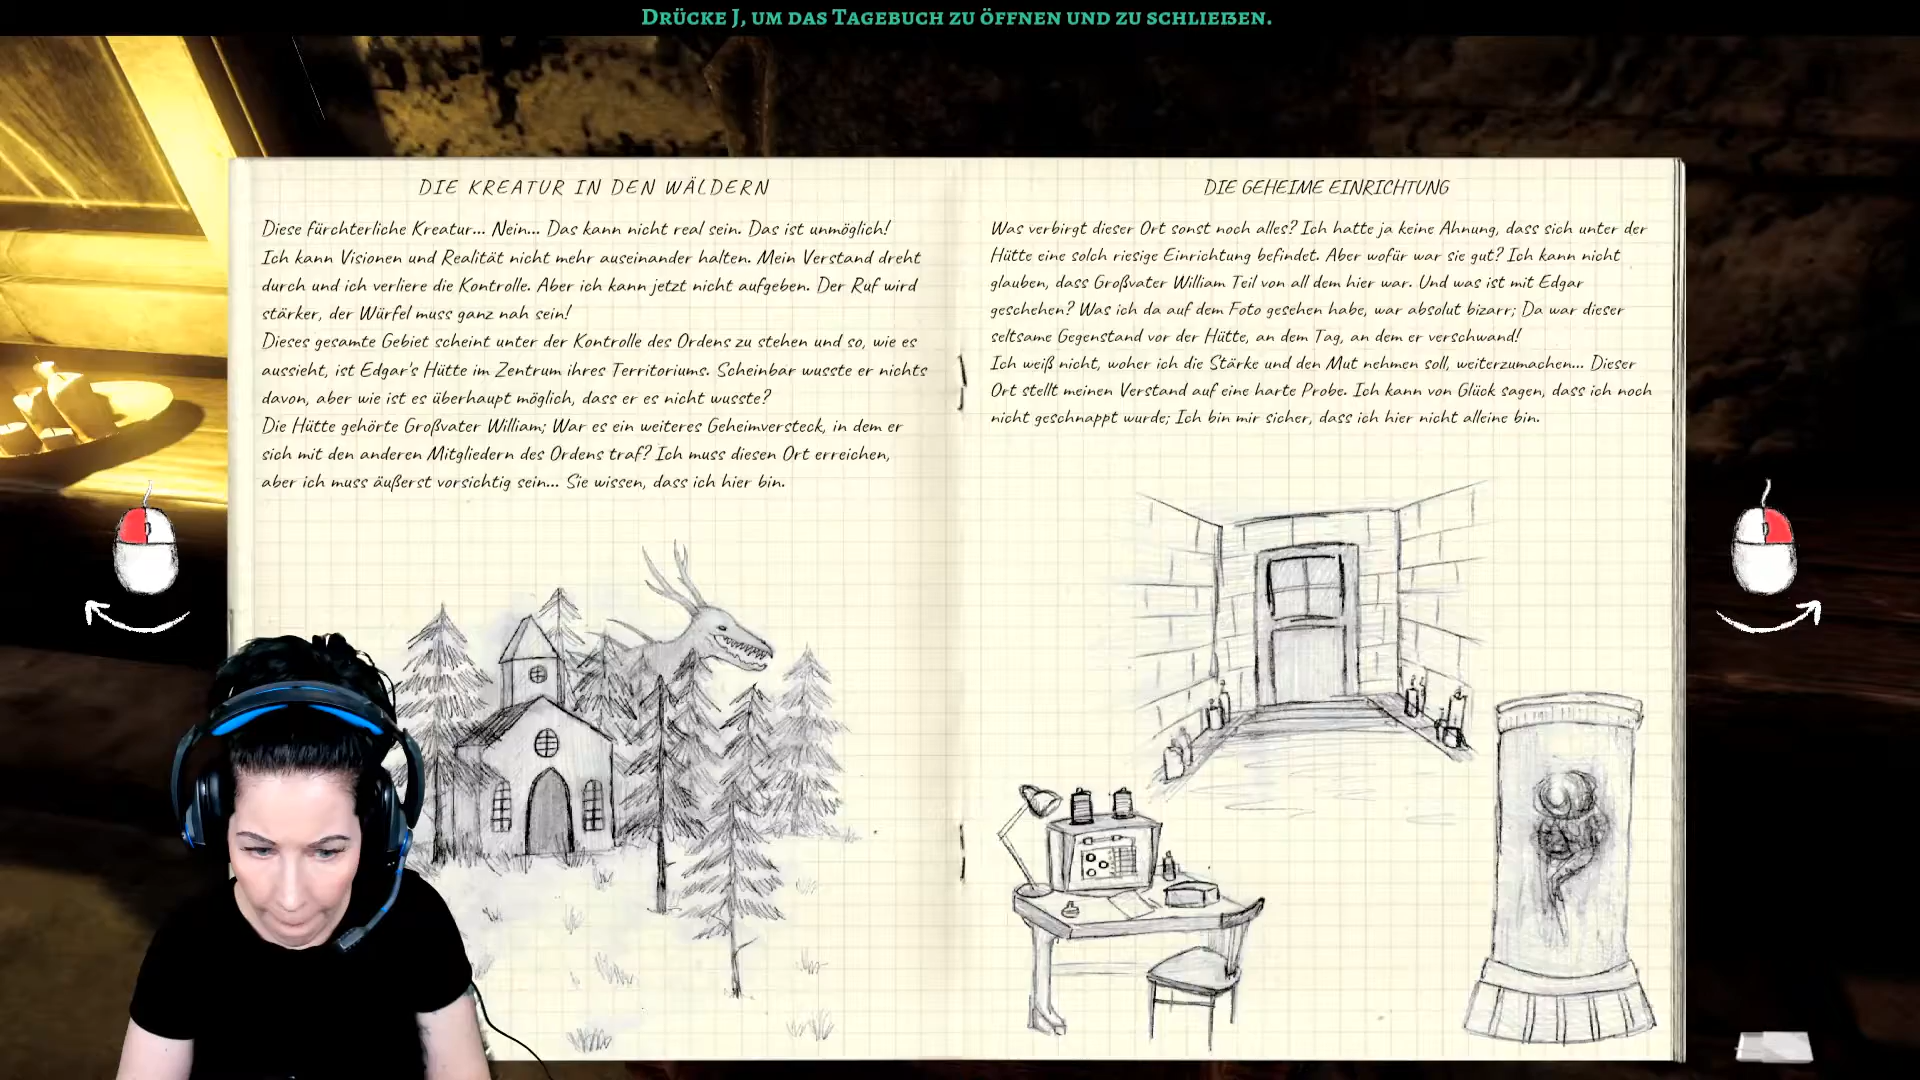 Drücke J, um das Tagebuch zu öffnen und zu schließen.
DIE KREATUR IN DEN WÄLDERN
Diese fürchterliche Kreatur... Nein... Das kann nicht real sein. Das ist unmöglich!
Ich kann Visionen und Realität nicht mehr auseinander halten. Mein Verstand dreht
durch und ich verliere die Kontrolle. Aber ich kann jetzt nicht aufgeben. Der Ruf wird
stärker, der Würfel muss ganz nah sein!
Dieses gesamte Gebiet scheint unter der Kontrolle des Ordens zu stehen und so, wie es
aussieht, ist Edgar's Hütte im Zentrum ihres Territoriums. Scheinbar wusste er nichts
davon, aber wie ist es überhaupt möglich, dass er es nicht wusste?
Die Hütte gehörte Großvater William; War es ein weiteres Geheimversteck, in dem er
sich mit den anderen Mitgliedern des Ordens traf? Ich muss diesen Ort erreichen,
aber ich muss äußerst vorsichtig sein... Sie wissen, dass ich hier bin.
DIE GEHEIME EINRICHTUNG
Was verbirgt dieser Ort sonst noch alles? Ich hatte ja keine Ahnung, dass sich unter der
Hütte eine solch riesige Einrichtung befindet. Aber wofür war sie gut? Ich kann nicht
glauben, dass Großvater William Teil von all dem hier war. Und was ist mit Edgar
geschehen? Was ich da auf dem Foto gesehen habe, war absolut bizarr; Da war dieser
seltsame Gegenstand vor der Hütte, an dem Tag, an dem er verschwand!
Ich weiß nicht, woher ich die Stärke und den Mut nehmen soll, weiterzumachen... Dieser
Ort stellt meinen Verstand auf eine harte Probe. Ich kann von Glück sagen, dass ich noch
nicht geschnappt wurde; Ich bin mir sicher, dass ich hier nicht alleine bin.